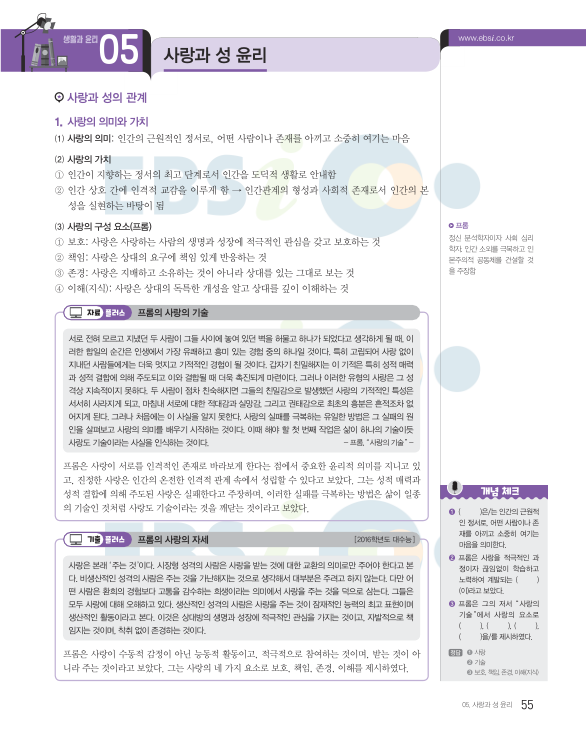 생활과 윤리
05
사랑과 성 윤리
www.ebsi.co.kr
사랑과 성의 관계
1. 사랑의 의미와 가치
(1) 사랑의 의미: 인간의 근원적인 정서로, 어떤 사람이나 존재를 아끼고 소중히 여기는 마음
(2) 사랑의 가치
① 인간이 지향하는 정서의 최고 단계로서 인간을 도덕적 생활로 안내함
② 인간 상호 간에 인격적 교감을 이루게 함 → 인간관계의 형성과 사회적 존재로서 인간의 본
성을 실현하는 바탕이 됨
(3) 사랑의 구성 요소(프롬)
① 보호: 사랑은 사랑하는 사람의 생명과 성장에 적극적인 관심을 갖고 보호하는 것
② 책임: 사랑은 상대의 요구에 책임 있게 반응하는 것
③ 존경: 사랑은 지배하고 소유하는 것이 아니라 상대를 있는 그대로 보는 것
④ 이해(지식): 사랑은 상대의 독특한 개성을 알고 상대를 깊이 이해하는 것
프롬
정신 분석학자이자 사회 심리
학자, 인간 소외를 극복하고 인
본주의적 공동체를 건설할 것
을 주장함
자료 플러스 프롬의 사랑의 기술
서로 전혀 모르고 지냈던 두 사람이 그들 사이에 놓여 있던 벽을 허물고 하나가 되었다고 생각하게 될 때, 이
러한 합일의 순간은 인생에서 가장 유쾌하고 흥미 있는 경험 중의 하나일 것이다. 특히 고립되어 사랑 없이
지내던 사람들에게는 더욱 멋지고 기적적인 경험이 될 것이다. 갑자기 친밀해지는 이 기적은 특히 성적 매력
과 성적 결합에 의해 주도되고 이와 결합될 때 더욱 촉진되게 마련이다. 그러나 이러한 유형의 사랑은 그 성
격상 지속적이지 못하다. 두 사람이 점차 친숙해지면 그들의 친밀감으로 발생했던 사랑의 기적적인 특성은
서서히 사라지게 되고, 마침내 서로에 대한 적대감과 실망감, 그리고 권태감으로 최초의 흥분은 흔적조차 없
어지게 된다. 그러나 처음에는 이 사실을 알지 못한다. 사랑의 실패를 극복하는 유일한 방법은 그 실패의 원
인을 살펴보고 사랑의 의미를 배우기 시작하는 것이다. 이때 해야 할 첫 번째 작업은 삶이 하나의 기술이듯
사랑도 기술이라는 사실을 인식하는 것이다.
– 프롬, "사랑의 기술" –
프롬은 사랑이 서로를 인격적인 존재로 바라보게 한다는 점에서 중요한 윤리적 의미를 지니고 있
고, 진정한 사랑은 인간의 온전한 인격적 관계 속에서 성립할 수 있다고 보았다. 그는 성적 매력과
성적 결합에 의해 주도된 사랑은 실패한다고 주장하며, 이러한 실패를 극복하는 방법은 삶이 일종
의 기술인 것처럼 사랑도 기술이라는 것을 깨닫는 것이라고 보았다.
기출 플러스 프롬의 사랑의 자세 [2016학년도 대수능]
사랑은 본래 '주는 것'이다. 시장형 성격의 사람은 사랑을 받는 것에 대한 교환의 의미로만 주어야 한다고 본
다. 비생산적인 성격의 사람은 주는 것을 가난해지는 것으로 생각해서 대부분은 주려고 하지 않는다. 다만 어
떤 사람은 환희의 경험보다 고통을 감수하는 희생이라는 의미에서 사랑을 주는 것을 덕으로 삼는다. 그들은
모두 사랑에 대해 오해하고 있다. 생산적인 성격의 사람은 사랑을 주는 것이 잠재적인 능력의 최고 표현이며
생산적인 활동이라고 본다. 이것은 상대방의 생명과 성장에 적극적인 관심을 가지는 것이고, 자발적으로 책
임지는 것이며, 착취 없이 존경하는 것이다.
프롬은 사랑이 수동적 감정이 아닌 능동적 활동이고, 적극적으로 참여하는 것이며, 받는 것이 아
니라 주는 것이라고 보았다. 그는 사랑의 네 가지 요소로 보호, 책임, 존경, 이해를 제시하였다.
개념 체크
❶ ( )은/는 인간의 근원적
인 정서로, 어떤 사람이나 존
재를 아끼고 소중히 여기는
마음을 의미한다.
❷ 프롬은 사랑을 적극적인 과
정이자 끊임없이 학습하고
노력하여 계발되는 ( )
(이)라고 보았다.
❸ 프롬은 그의 저서 "사랑의
기술"에서 사랑의 요소로
( ), ( ), ( ),
( )을/를 제시하였다.
정답 ❶ 사랑
❷ 기술
❸ 보호, 책임, 존경, 이해(지식)
05. 사랑과 성 윤리 55
EBSi